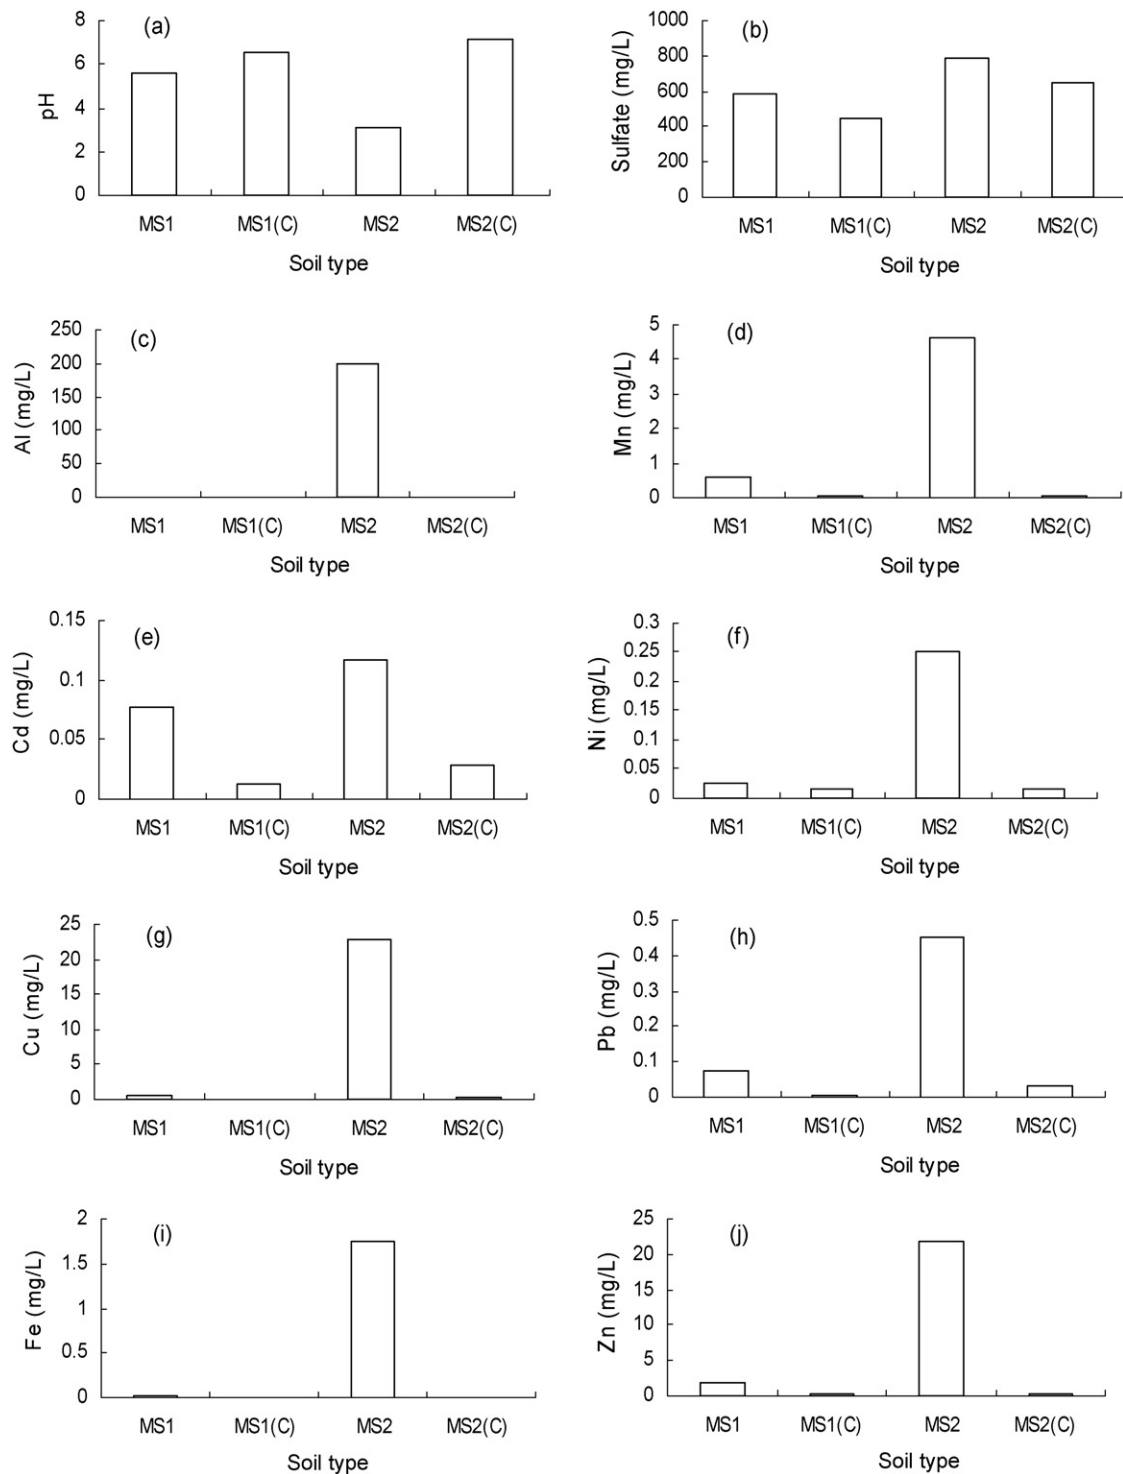 (a)
pH
8
6
4
2
0
MS1 MS1(C) MS2 MS2(C)
Soil type
(b)
Sulfate (mg/L)
1000
800
600
400
200
0
MS1 MS1(C) MS2 MS2(C)
Soil type
(c)
Al (mg/L)
250
200
150
100
50
0
MS1 MS1(C) MS2 MS2(C)
Soil type
(d)
Mn (mg/L)
5
4
3
2
1
0
MS1 MS1(C) MS2 MS2(C)
Soil type
(e)
Cd (mg/L)
0.15
0.1
0.05
0
MS1 MS1(C) MS2 MS2(C)
Soil type
(f)
Ni (mg/L)
0.3
0.25
0.2
0.15
0.1
0.05
0
MS1 MS1(C) MS2 MS2(C)
Soil type
(g)
Cu (mg/L)
25
20
15
10
5
0
MS1 MS1(C) MS2 MS2(C)
Soil type
(h)
Pb (mg/L)
0.5
0.4
0.3
0.2
0.1
0
MS1 MS1(C) MS2 MS2(C)
Soil type
(i)
Fe (mg/L)
2
1.5
1
0.5
0
MS1 MS1(C) MS2 MS2(C)
Soil type
(j)
Zn (mg/L)
25
20
15
10
5
0
MS1 MS1(C) MS2 MS2(C)
Soil type